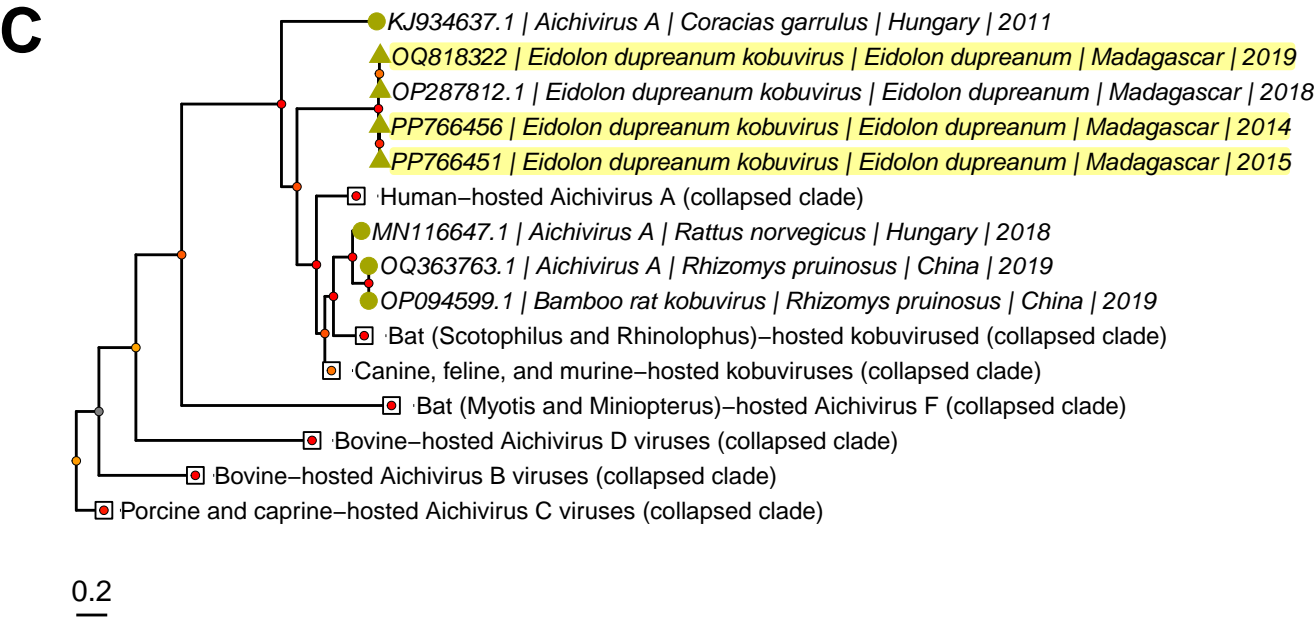 C
KJ934637.1 | Aichivirus A | Coracias garrulus | Hungary | 2011
OQ818322 | Eidolon dupreanum kobuvirus | Eidolon dupreanum | Madagascar | 2019
OP287812.1 | Eidolon dupreanum kobuvirus | Eidolon dupreanum | Madagascar | 2018
PP766456 | Eidolon dupreanum kobuvirus | Eidolon dupreanum | Madagascar | 2014
PP766451 | Eidolon dupreanum kobuvirus | Eidolon dupreanum | Madagascar | 2015
Human−hosted Aichivirus A (collapsed clade)
MN116647.1 | Aichivirus A | Rattus norvegicus | Hungary | 2018
OQ363763.1 | Aichivirus A | Rhizomys pruinosus | China | 2019
OP094599.1 | Bamboo rat kobuvirus | Rhizomys pruinosus | China | 2019
Bat (Scotophilus and Rhinolophus)−hosted kobuvirused (collapsed clade)
Canine, feline, and murine−hosted kobuviruses (collapsed clade)
Bat (Myotis and Miniopterus)−hosted Aichivirus F (collapsed clade)
Bovine−hosted Aichivirus D viruses (collapsed clade)
Bovine−hosted Aichivirus B viruses (collapsed clade)
Porcine and caprine−hosted Aichivirus C viruses (collapsed clade)
0.2